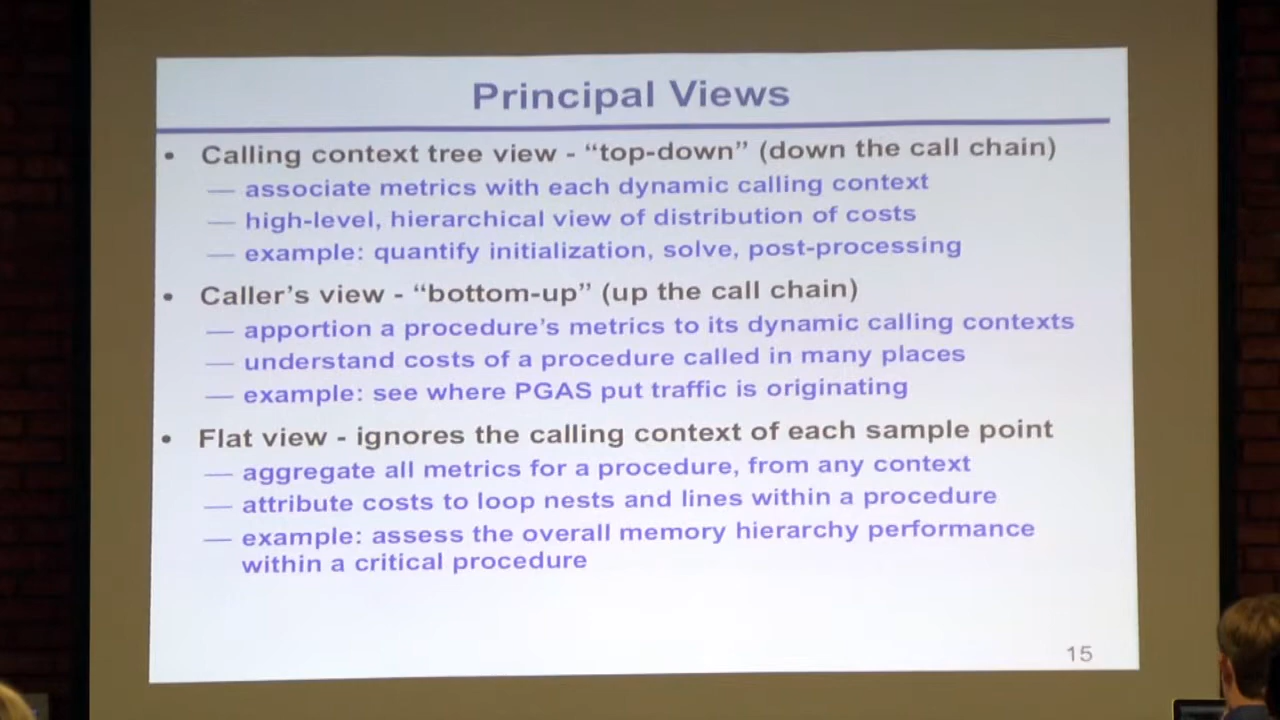 Principal Views
• Calling context tree view - “top-down” (down the call chain)
— associate metrics with each dynamic calling context
— high-level, hierarchical view of distribution of costs
— example: quantify initialization, solve, post-processing
• Caller’s view - “bottom-up” (up the call chain)
— apportion a procedure’s metrics to its dynamic calling contexts
— understand costs of a procedure called in many places
— example: see where PGAS put traffic is originating
• Flat view - ignores the calling context of each sample point
— aggregate all metrics for a procedure, from any context
— attribute costs to loop nests and lines within a procedure
— example: assess the overall memory hierarchy performance
within a critical procedure
15